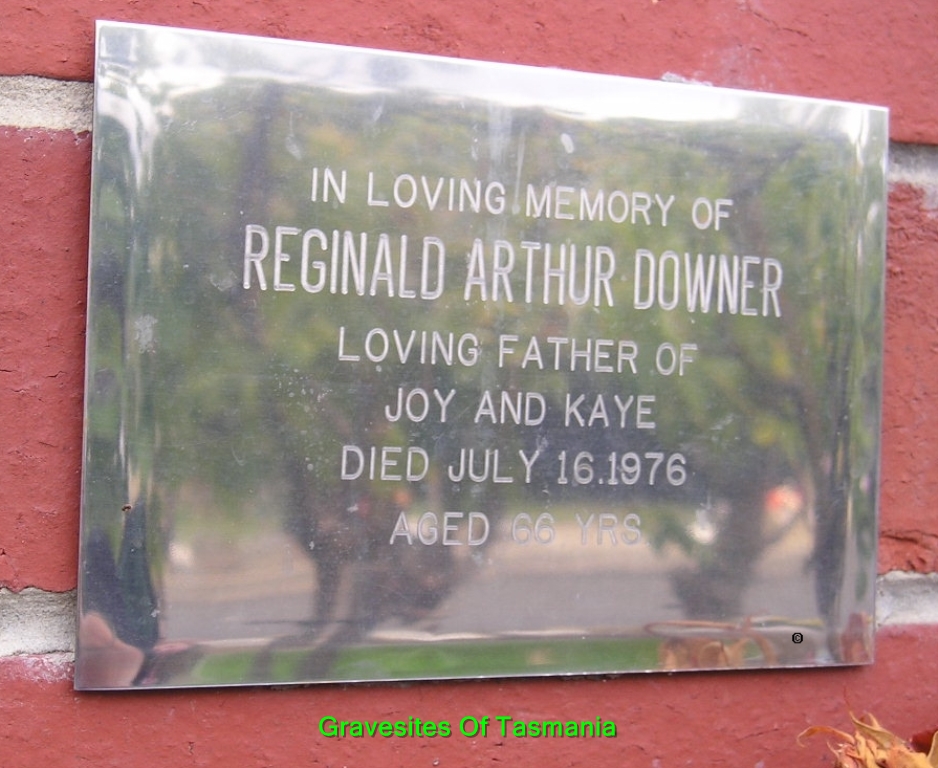 IN LOVING MEMORY OF
REGINALD ARTHUR DOWNER
LOVING FATHER OF
JOY AND KAYE
DIED JULY 16.1976
AGED 66 YRS.
©
Gravesites Of Tasmania